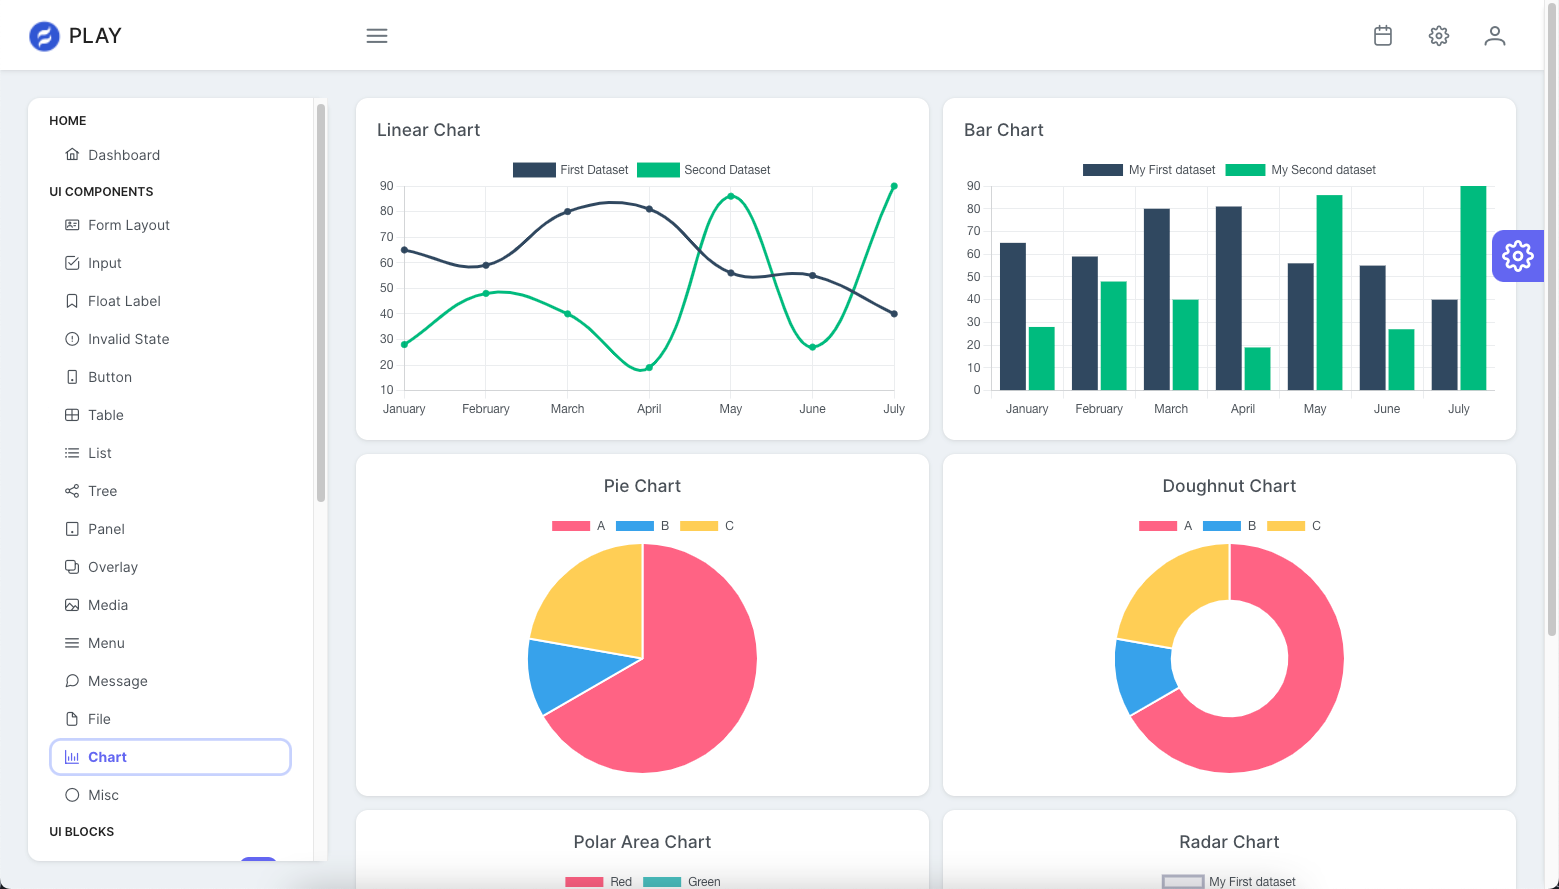 PLAY
HOME
Dashboard
UI COMPONENTS
Form Layout
Input
Float Label
Invalid State
Button
Table
List
Tree
Panel
Overlay
Media
Menu
Message
File
Chart
Misc
UI BLOCKS
Linear Chart
First Dataset Second Dataset
90
80
70
60
50
40
30
20
10
January February March April May June July
Bar Chart
My First dataset My Second dataset
90
80
70
60
50
40
30
20
10
0
January February March April May June July
Pie Chart
A B C
Doughnut Chart
A B C
Polar Area Chart
Red Green
Radar Chart
My First dataset